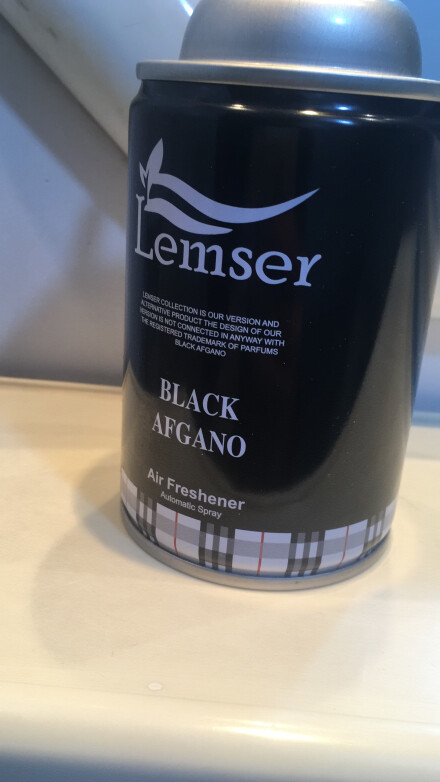 Lemser
LEMSER COLLECTION IS OUR VERSION AND
ALTERNATIVE PRODUCT THE DESIGN OF OUR
VERSION IS NOT CONNECTED IN ANYWAY WITH
THE REGISTERED TRADEMARK OF PARFUMS
BLACK AFGANO
BLACK
AFGANO
Air Freshener
Automatic Spray